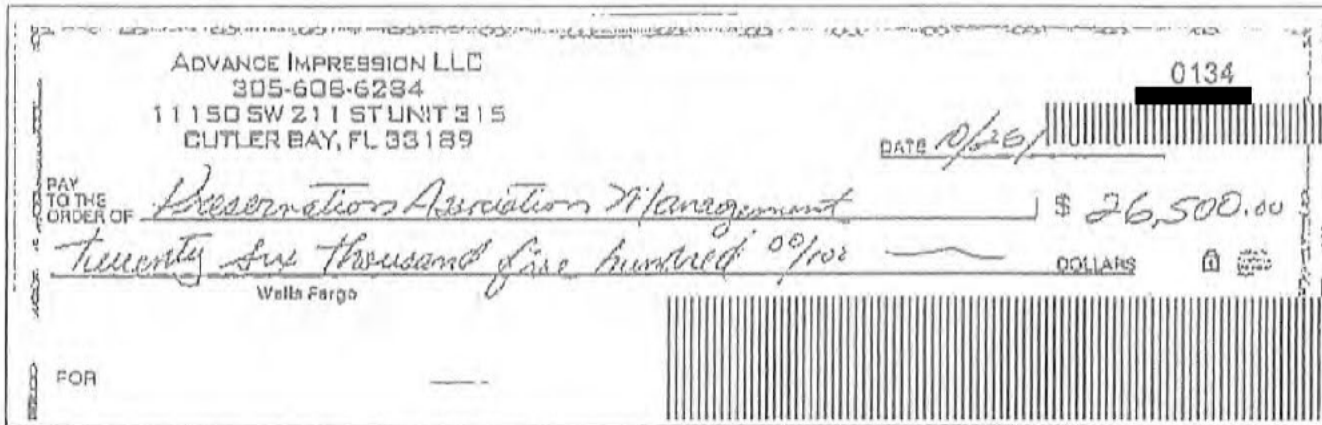 ADVANCE IMPRESSION LLC
305-606-6284
11150 SW 211 ST UNIT 315
CUTLER BAY, FL 33189
0134
DATE 10/26/
PAY TO THE ORDER OF Preservation Association Management $ 26,500.00
twenty six thousand five hundred 00/100 DOLLARS
Wells Fargo
FOR